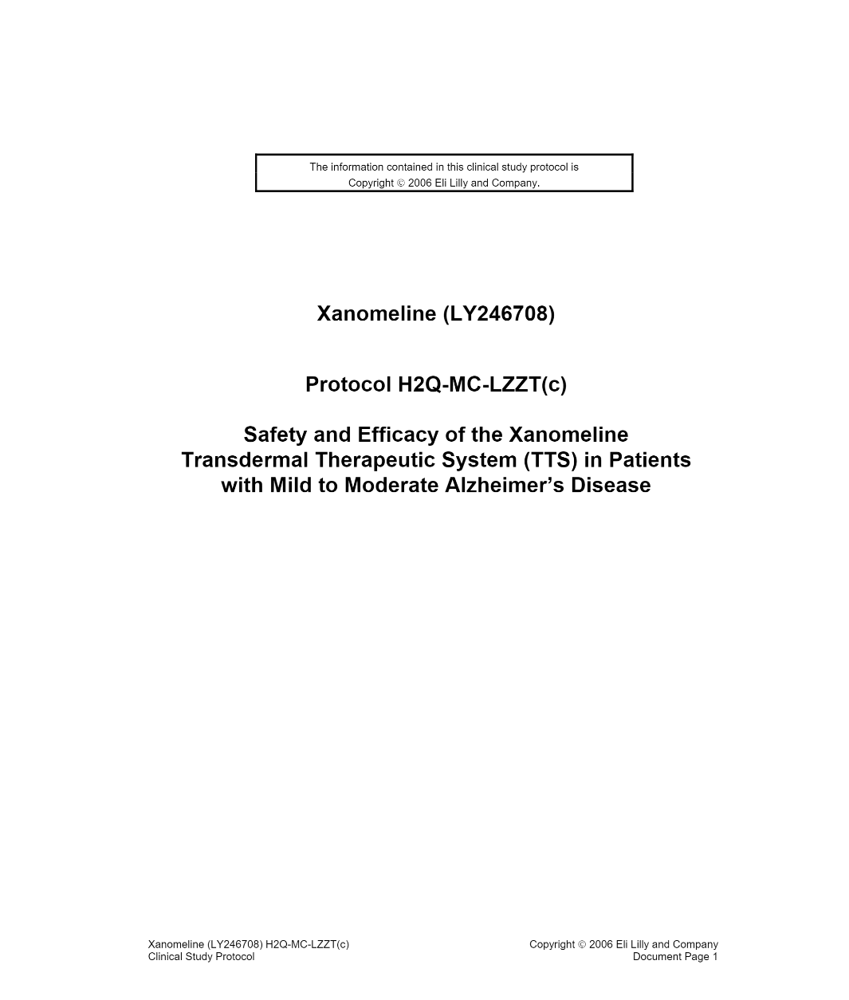 The information contained in this clinical study protocol is
Copyright © 2006 Eli Lilly and Company.
Xanomeline (LY246708)
Protocol H2Q-MC-LZZT(c)
Safety and Efficacy of the Xanomeline
Transdermal Therapeutic System (TTS) in Patients
with Mild to Moderate Alzheimer’s Disease
Xanomeline (LY246708) H2Q-MC-LZZT(c)
Clinical Study Protocol
Copyright © 2006 Eli Lilly and Company
Document Page 1